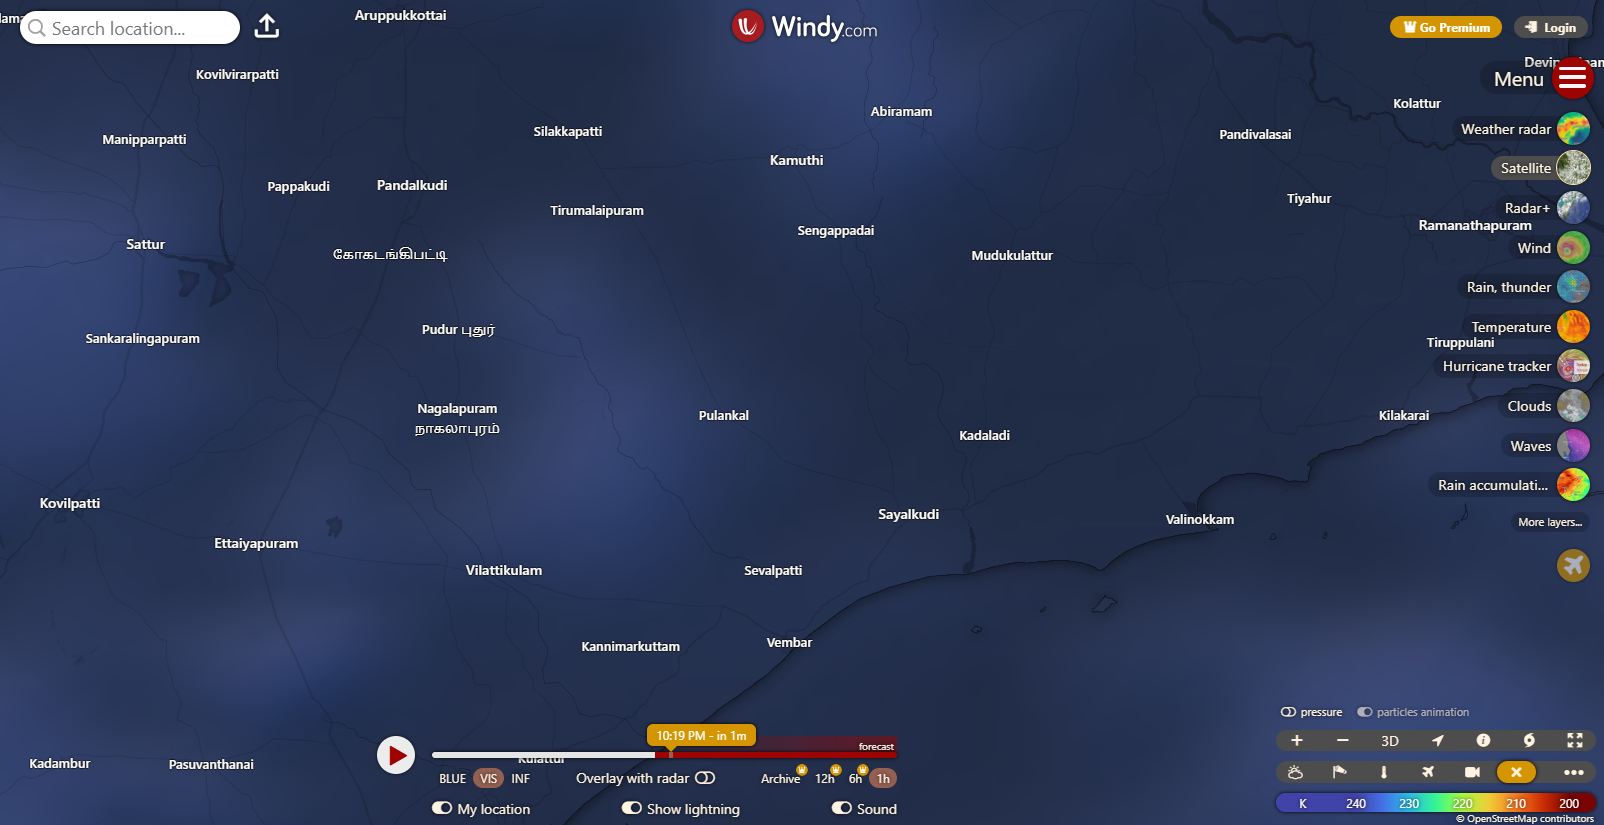 Aruppukkottai
Search location...
Windy.com
Go Premium
Login
Kovilvirarpatti
Menu
Kolattur
Abiramam
Silakkapatti
Pandivalasai
Weather radar
Manipparpatti
Kamuthi
Satellite
Pappakudi
Pandalkudi
Tiyahur
Radar+
Tirumalaipuram
Ramanathapuram
Sengappadai
Sattur
Wind
கோகடங்கிபட்டி
Mudukulattur
Rain, thunder
Temperature
Pudur புதுர்
Sankaralingapuram
Tiruppulani
Hurricane tracker
Nagalapuram
நாகலாபுரம்
Clouds
Pulankal
Kilakarai
Kadaladi
Waves
Rain accumulati...
Kovilpatti
Sayalkudi
Valinokkam
More layers...
Ettaiyapuram
Vilattikulam
Sevalpatti
Kannimarkuttam
Vembar
pressure
particles animation
10:19 PM - in 1m
forecast
3D
Kadambur
Pasuvanthanai
Kulattur
BLUE
VIS
INF
Overlay with radar
Archive
12h
6h
1h
My location
Show lightning
Sound
K 240 230 220 210 200
© OpenStreetMap contributors